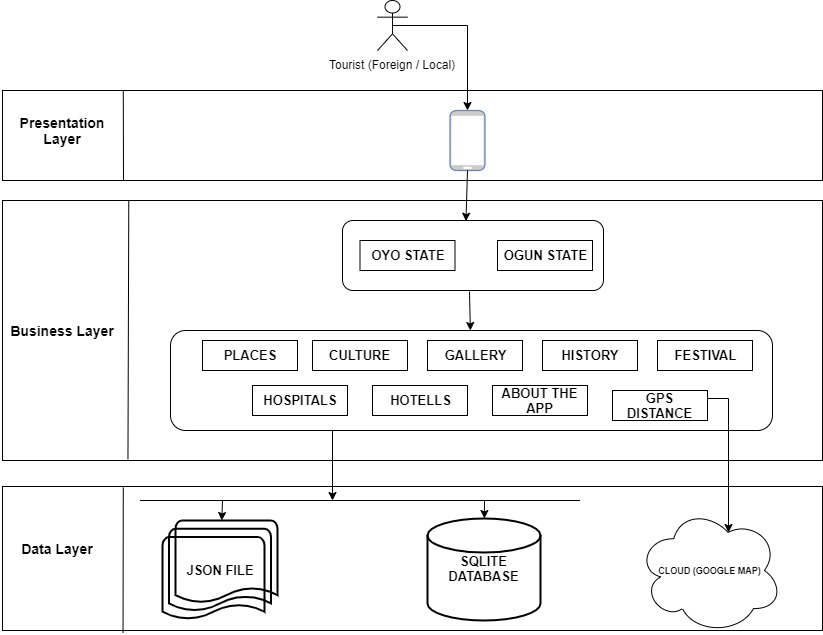 Tourist (Foreign / Local)
Presentation
Layer
OYO STATE
OGUN STATE
Business Layer
PLACES
CULTURE
GALLERY
HISTORY
FESTIVAL
HOSPITALS
HOTELLS
ABOUT THE
APP
GPS
DISTANCE
Data Layer
JSON FILE
SQLITE
DATABASE
CLOUD (GOOGLE MAP)